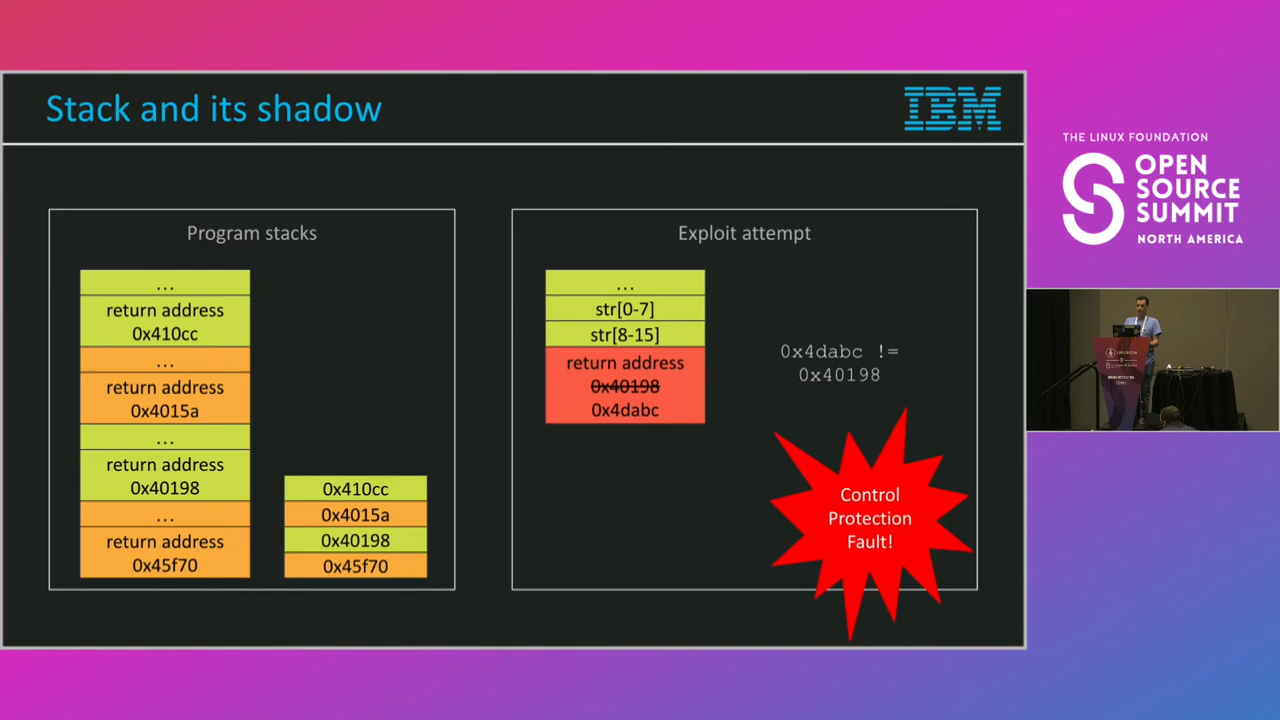 Stack and its shadow
IBM
THE LINUX FOUNDATION
OPEN
SOURCE
SUMMIT
NORTH AMERICA
Program stacks
...
return address
0x410cc
...
return address
0x4015a
...
return address
0x40198
...
return address
0x45f70
0x410cc
0x4015a
0x40198
0x45f70
Exploit attempt
...
str[0-7]
str[8-15]
return address
0x40198
0x4dabc
0x4dabc !=
0x40198
Control
Protection
Fault!